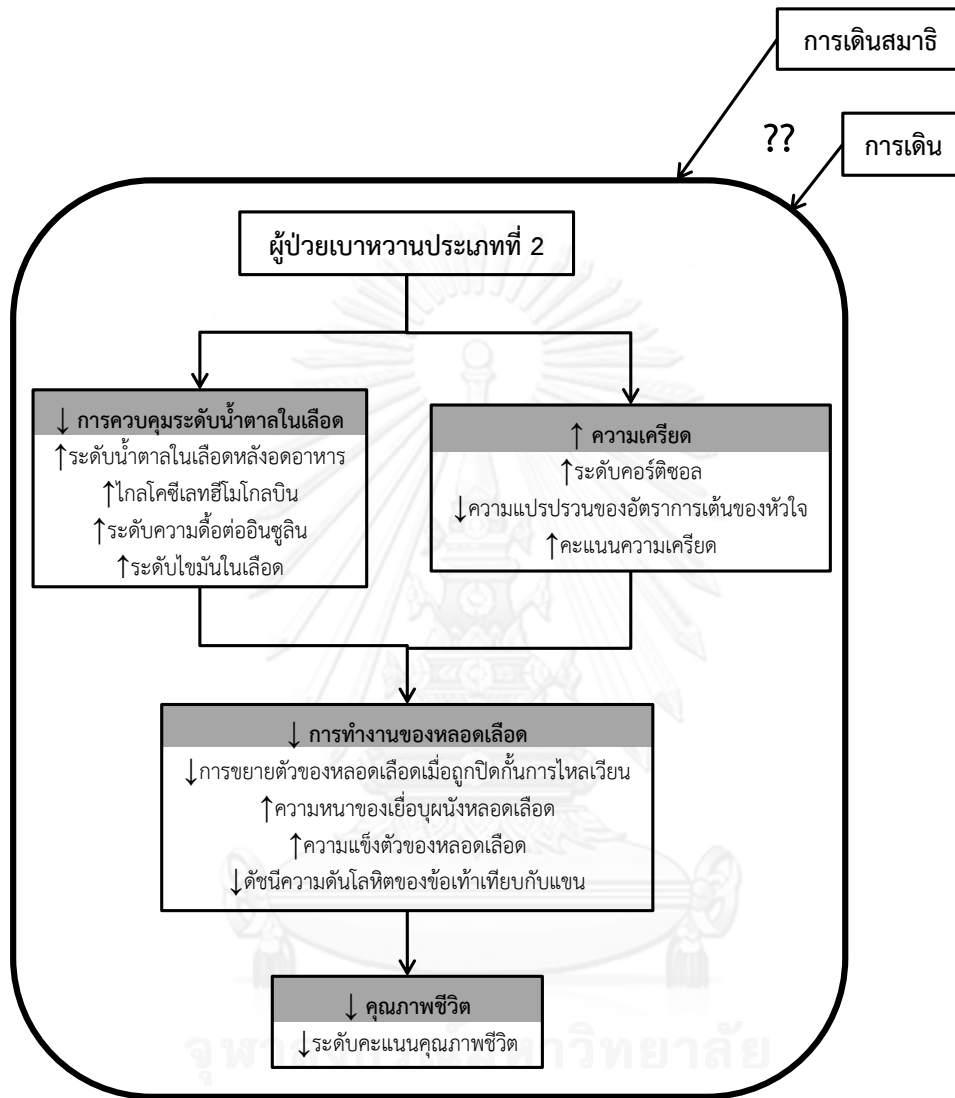 การเดินสมาธิ
??
การเดิน
ผู้ป่วยเบาหวานประเภทที่ 2
↓ การควบคุมระดับน้ำตาลในเลือด
↑ระดับน้ำตาลในเลือดหลังอดอาหาร
↑ไกลโคซีเลทฮีโมโกลบิน
↑ระดับความดื้อต่ออินซูลิน
↑ระดับไขมันในเลือด
↑ ความเครียด
↑ระดับคอร์ติซอล
↓ความแปรปรวนของอัตราการเต้นของหัวใจ
↑คะแนนความเครียด
↓ การทำงานของหลอดเลือด
↓การขยายตัวของหลอดเลือดเมื่อถูกปิดกั้นการไหลเวียน
↑ความหนาของเยื่อบุผนังหลอดเลือด
↑ความแข็งตัวของหลอดเลือด
↓ดัชนีความดันโลหิตของข้อเท้าเทียบกับแขน
↓ คุณภาพชีวิต
↓ระดับคะแนนคุณภาพชีวิต
จุฬาลงกรณ์มหาวิทยาลัย